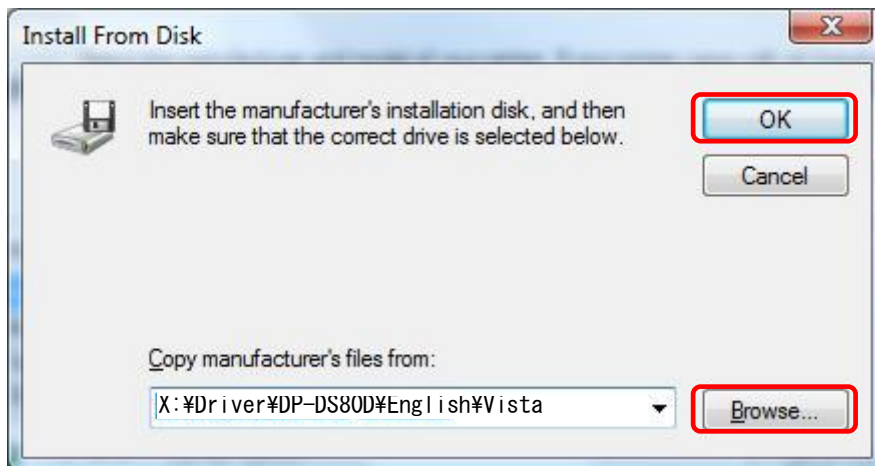 Install From Disk
Insert the manufacturer's installation disk, and then
make sure that the correct drive is selected below.
OK
Cancel
Copy manufacturer's files from:
X:¥Driver¥DP-DS80D¥English¥Vista
Browse...